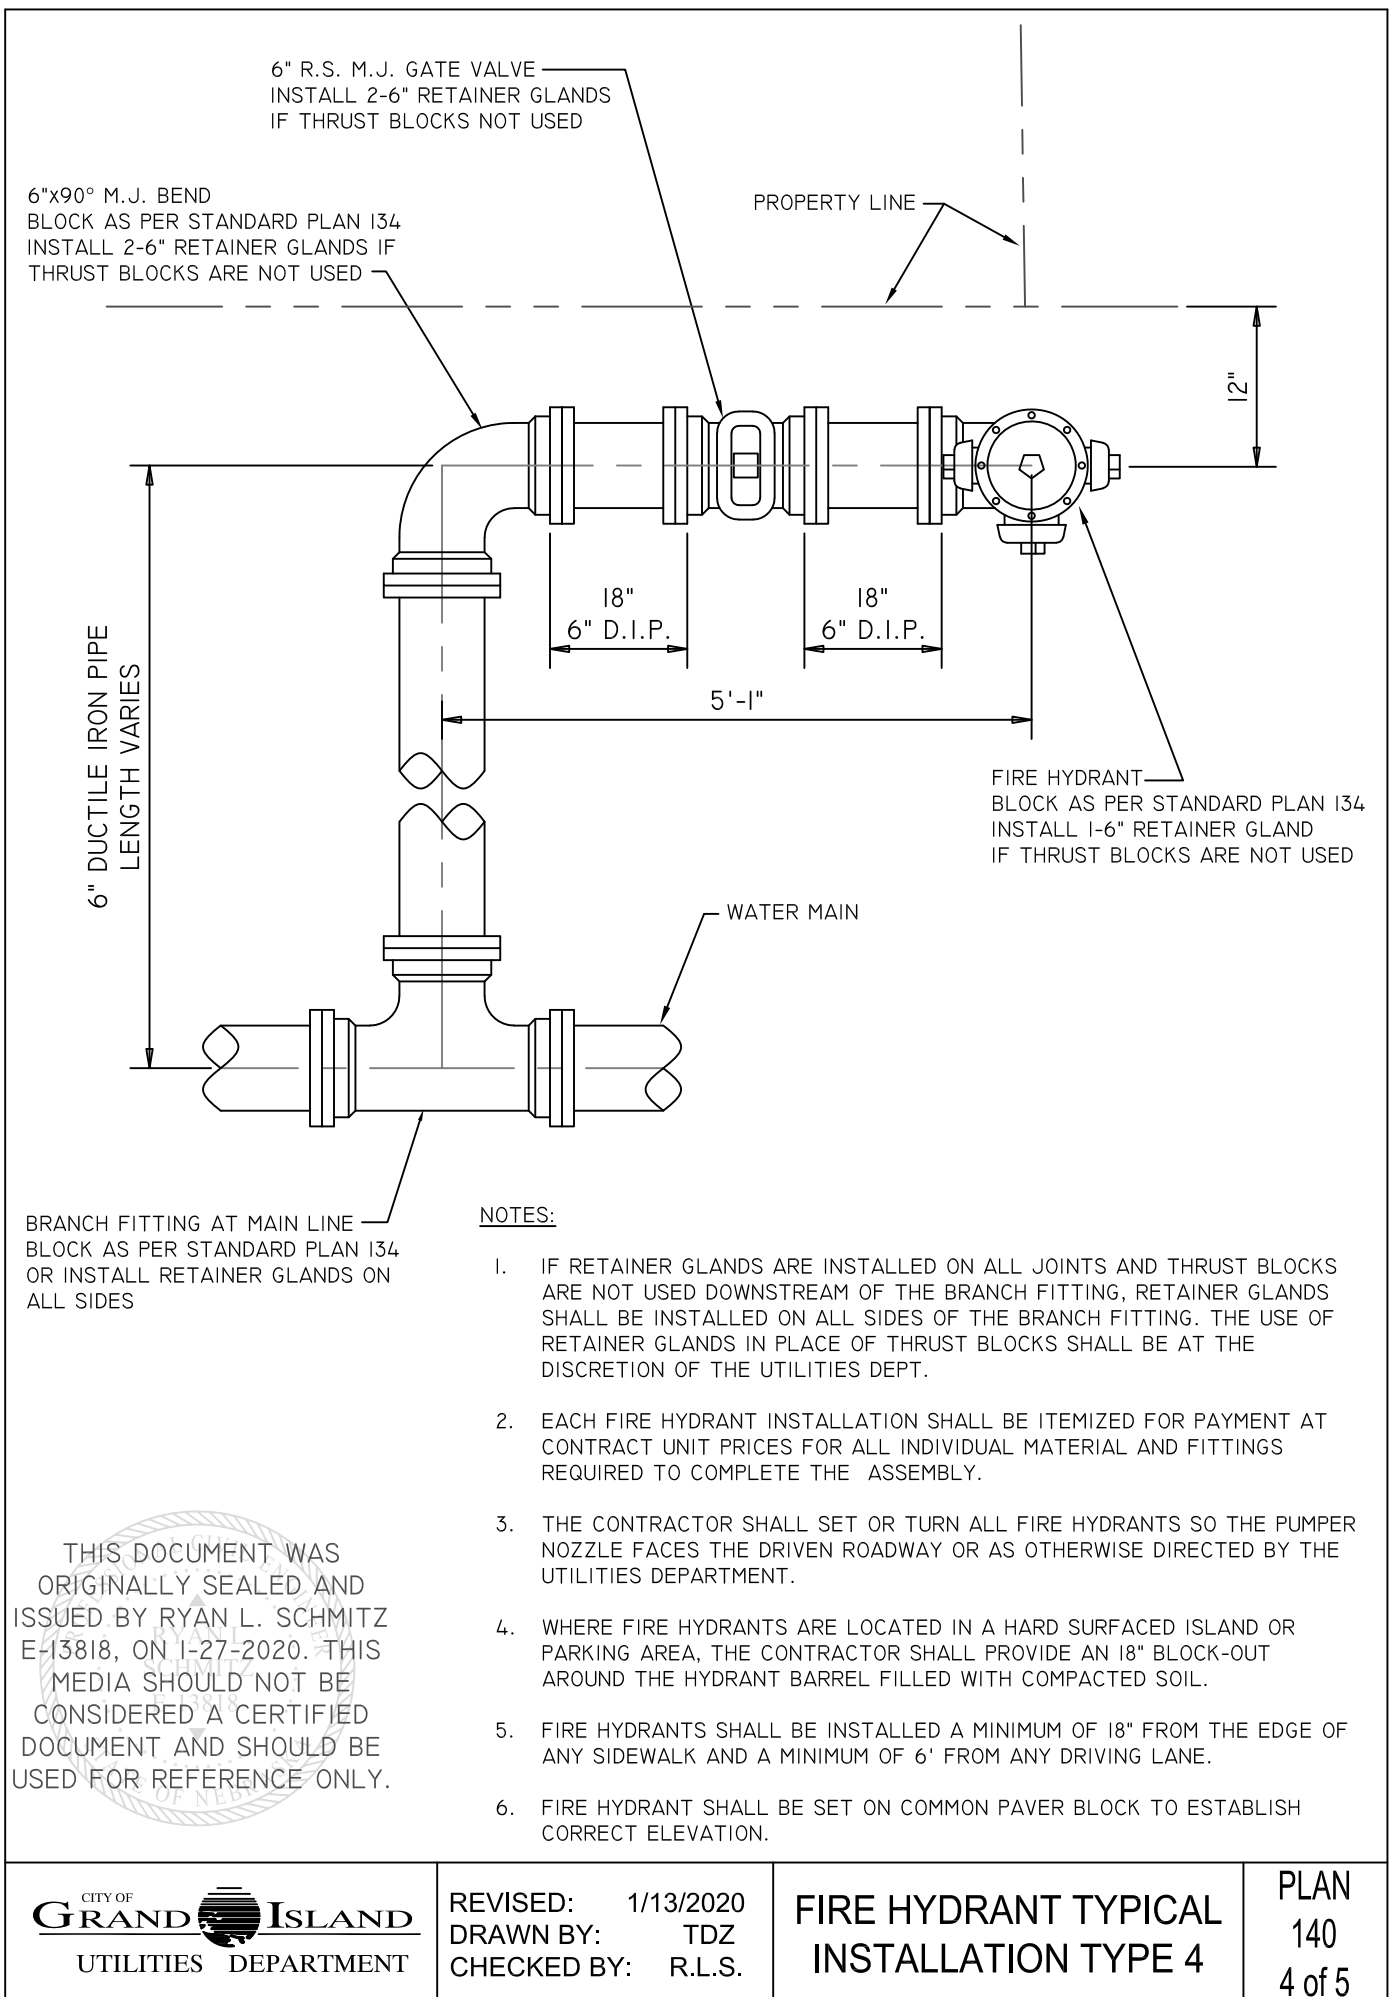 6" R.S. M.J. GATE VALVE
INSTALL 2-6" RETAINER GLANDS
IF THRUST BLOCKS NOT USED
6"x90° M.J. BEND
BLOCK AS PER STANDARD PLAN 134
INSTALL 2-6" RETAINER GLANDS IF
THRUST BLOCKS ARE NOT USED
PROPERTY LINE
12"
18"
6" D.I.P.
18"
6" D.I.P.
5'-1"
6" DUCTILE IRON PIPE
LENGTH VARIES
FIRE HYDRANT
BLOCK AS PER STANDARD PLAN 134
INSTALL 1-6" RETAINER GLAND
IF THRUST BLOCKS ARE NOT USED
WATER MAIN
BRANCH FITTING AT MAIN LINE
BLOCK AS PER STANDARD PLAN 134
OR INSTALL RETAINER GLANDS ON
ALL SIDES
NOTES:
1. IF RETAINER GLANDS ARE INSTALLED ON ALL JOINTS AND THRUST BLOCKS
ARE NOT USED DOWNSTREAM OF THE BRANCH FITTING, RETAINER GLANDS
SHALL BE INSTALLED ON ALL SIDES OF THE BRANCH FITTING. THE USE OF
RETAINER GLANDS IN PLACE OF THRUST BLOCKS SHALL BE AT THE
DISCRETION OF THE UTILITIES DEPT.
2. EACH FIRE HYDRANT INSTALLATION SHALL BE ITEMIZED FOR PAYMENT AT
CONTRACT UNIT PRICES FOR ALL INDIVIDUAL MATERIAL AND FITTINGS
REQUIRED TO COMPLETE THE ASSEMBLY.
3. THE CONTRACTOR SHALL SET OR TURN ALL FIRE HYDRANTS SO THE PUMPER
NOZZLE FACES THE DRIVEN ROADWAY OR AS OTHERWISE DIRECTED BY THE
UTILITIES DEPARTMENT.
4. WHERE FIRE HYDRANTS ARE LOCATED IN A HARD SURFACED ISLAND OR
PARKING AREA, THE CONTRACTOR SHALL PROVIDE AN 18" BLOCK-OUT
AROUND THE HYDRANT BARREL FILLED WITH COMPACTED SOIL.
5. FIRE HYDRANTS SHALL BE INSTALLED A MINIMUM OF 18" FROM THE EDGE OF
ANY SIDEWALK AND A MINIMUM OF 6' FROM ANY DRIVING LANE.
6. FIRE HYDRANT SHALL BE SET ON COMMON PAVER BLOCK TO ESTABLISH
CORRECT ELEVATION.
THIS DOCUMENT WAS
ORIGINALLY SEALED AND
ISSUED BY RYAN L. SCHMITZ
E-13818, ON 1-27-2020. THIS
MEDIA SHOULD NOT BE
CONSIDERED A CERTIFIED
DOCUMENT AND SHOULD BE
USED FOR REFERENCE ONLY.
RYAN L
SCHMITZ
E-13818
OF NEBRASKA
CITY OF
GRAND ISLAND
UTILITIES DEPARTMENT
REVISED: 1/13/2020
DRAWN BY: TDZ
CHECKED BY: R.L.S.
FIRE HYDRANT TYPICAL
INSTALLATION TYPE 4
PLAN
140
4 of 5